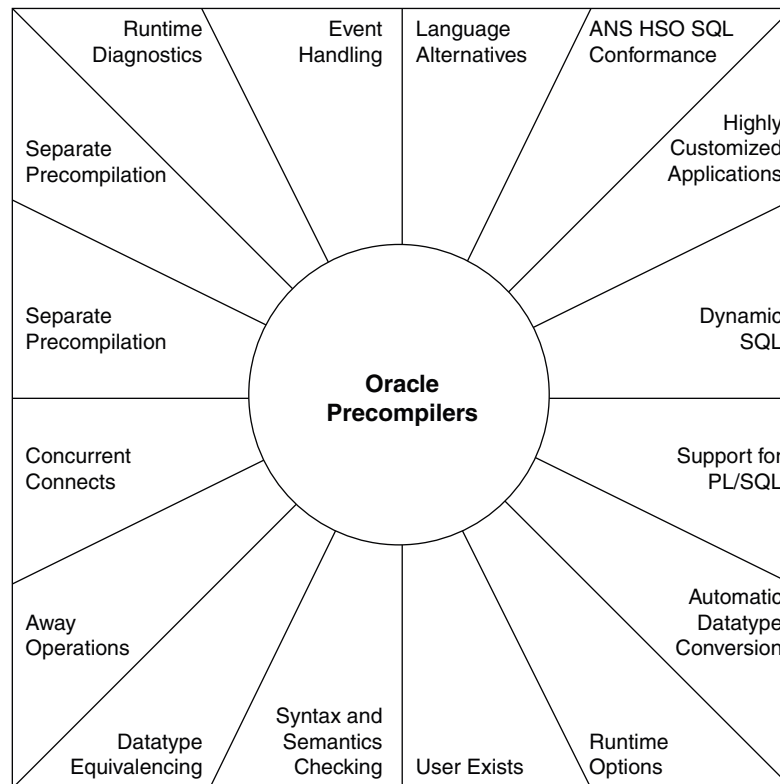 Runtime
Diagnostics
Event
Handling
Language
Alternatives
ANS HSO SQL
Conformance
Highly
Customized
Applications
Separate
Precompilation
Separate
Precompilation
Dynamic
SQL
Oracle
Precompilers
Concurrent
Connects
Support for
PL/SQL
Away
Operations
Automatic
Datatype
Conversion
Datatype
Equivalencing
Syntax and
Semantics
Checking
User Exists
Runtime
Options